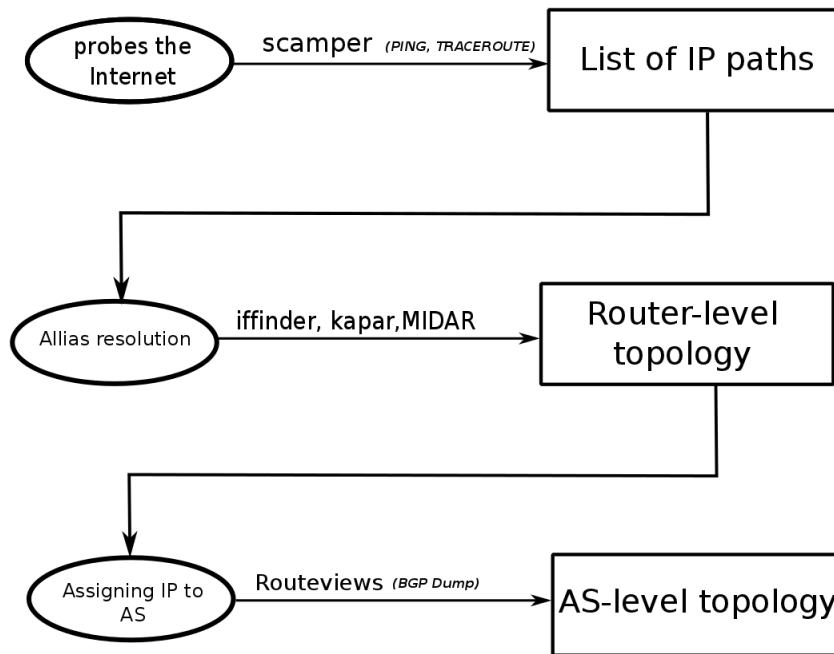 probes the
Internet
scamper (PING, TRACEROUTE)
List of IP paths
Allias resolution
iffinder, kapar,MIDAR
Router-level
topology
Assigning IP to
AS
Routeviews (BGP Dump)
AS-level topology